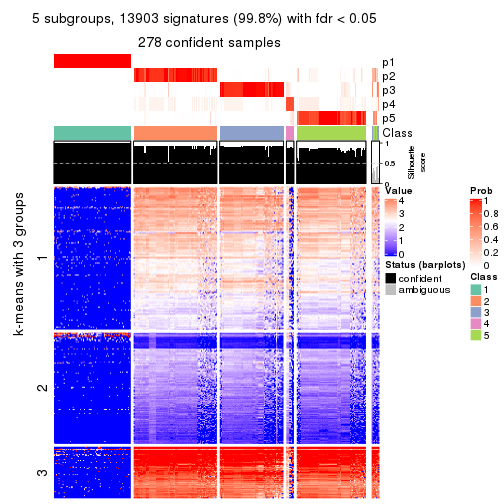 5 subgroups, 13903 signatures (99.8%) with fdr < 0.05
278 confident samples
p1
p2
p3
p4
p5
Class
1
0.5
0
Silhouette
score
k-means with 3 groups
1
2
3
Value
4
3
2
1
0
Status (barplots)
confident
ambiguous
Prob
1
0.8
0.6
0.4
0.2
0
Class
1
2
3
4
5